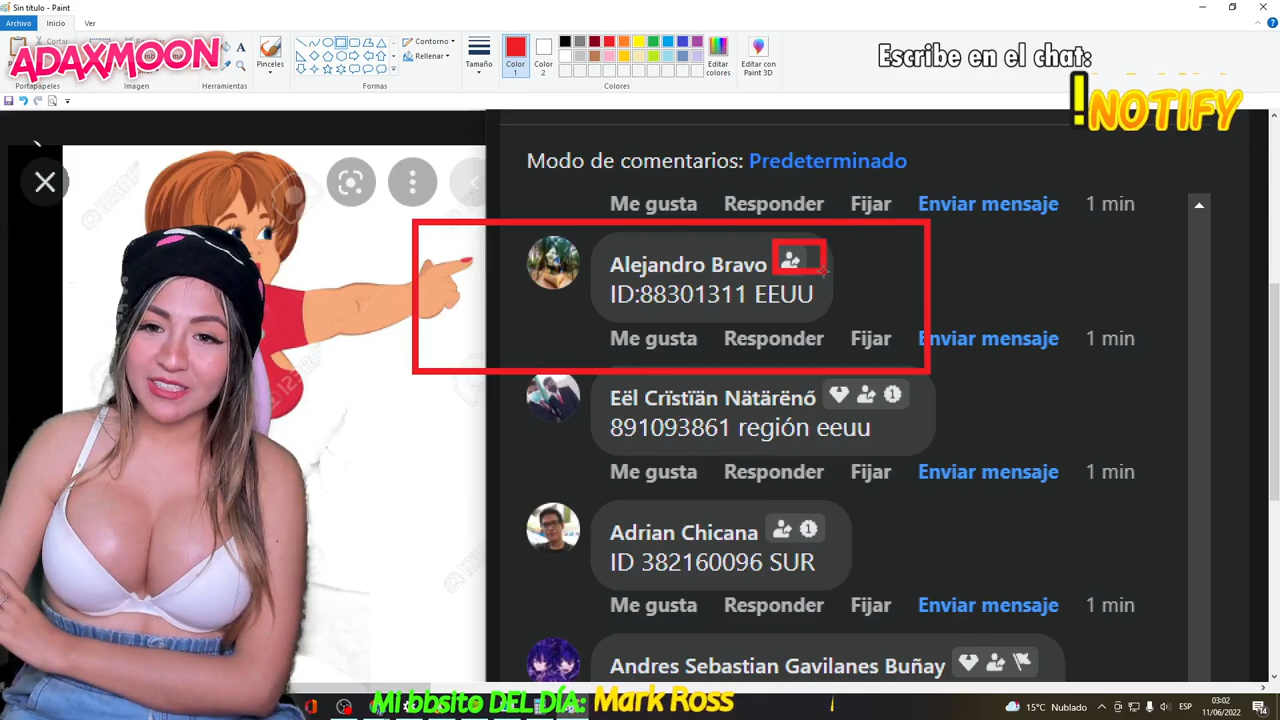 Sin título - Paint
Archivo
Inicio
Ver
Cortar
Contorno
Rellenar
Pinceles
Tamaño
Color 1
Color 2
Editar colores
Editar con Paint 3D
Portapapeles
Imagen
Herramientas
Formas
Colores
ADAXMOON
Escribe en el chat:
!NOTIFY
Modo de comentarios: Predeterminado
Me gusta Responder Fijar Enviar mensaje 1 min
Alejandro Bravo
ID:88301311 EEUU
Me gusta Responder Fijar Enviar mensaje 1 min
Eël Crïstïän Nätärënő 1
891093861 región eeuu
Me gusta Responder Fijar Enviar mensaje 1 min
Adrian Chicana 1
ID 382160096 SUR
Me gusta Responder Fijar Enviar mensaje 1 min
Andres Sebastian Gavilanes Buñay
Mi bbsito DEL DÍA: Mark Ross
15°C Nublado
ESP
03:02
11/06/2022